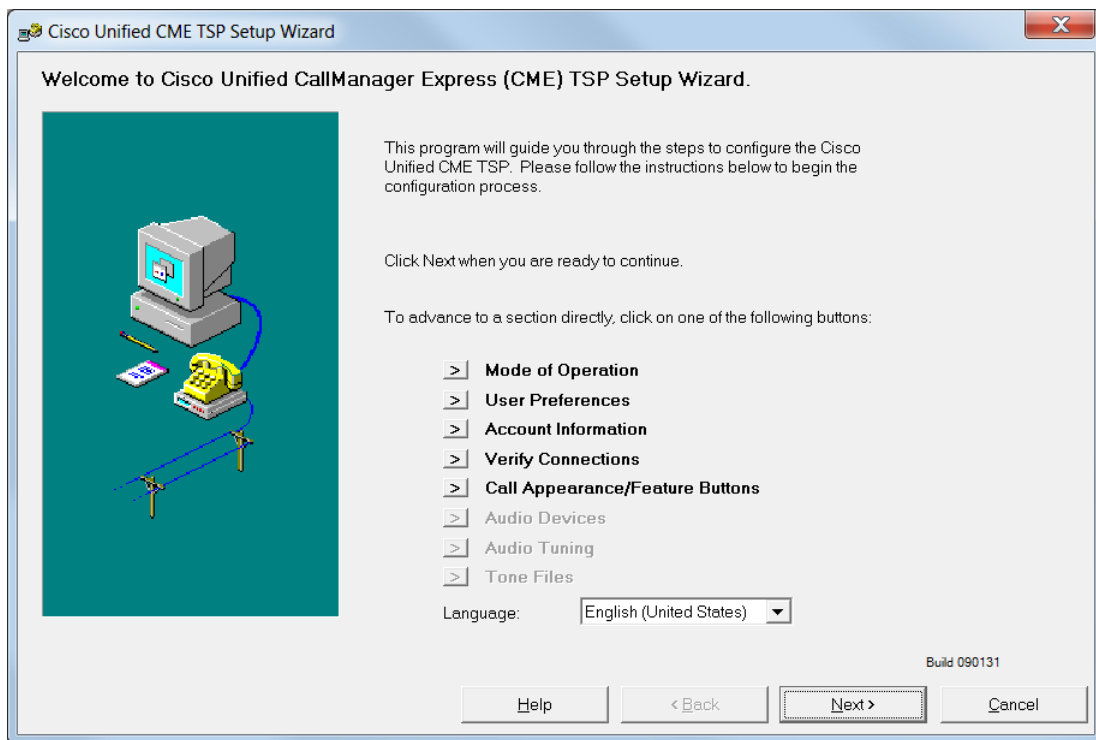 Cisco Unified CME TSP Setup Wizard
X
Welcome to Cisco Unified CallManager Express (CME) TSP Setup Wizard.
This program will guide you through the steps to configure the Cisco
Unified CME TSP. Please follow the instructions below to begin the
configuration process.
Click Next when you are ready to continue.
To advance to a section directly, click on one of the following buttons:
> Mode of Operation
> User Preferences
> Account Information
> Verify Connections
> Call Appearance/Feature Buttons
> Audio Devices
> Audio Tuning
> Tone Files
Language: English (United States)
Build 090131
Help < Back Next > Cancel